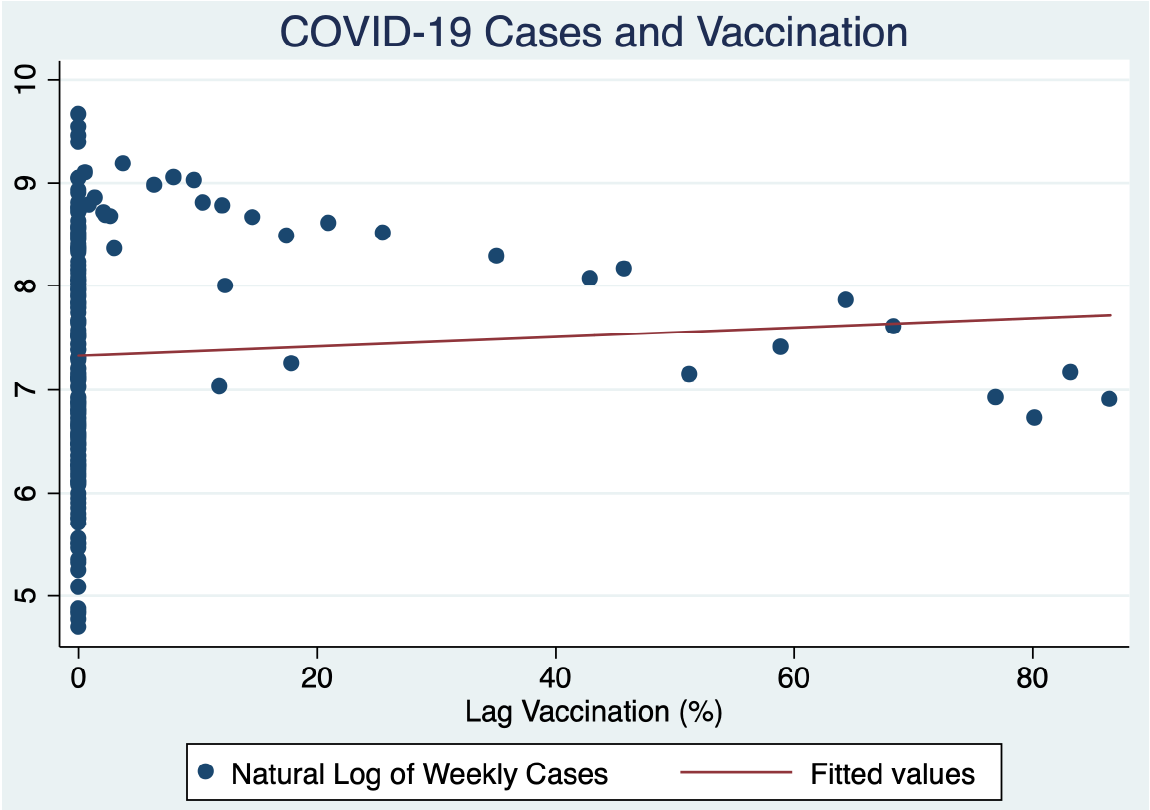 COVID-19 Cases and Vaccination
10
9
8
7
6
5
0 20 40 60 80
Lag Vaccination (%)
Natural Log of Weekly Cases Fitted values